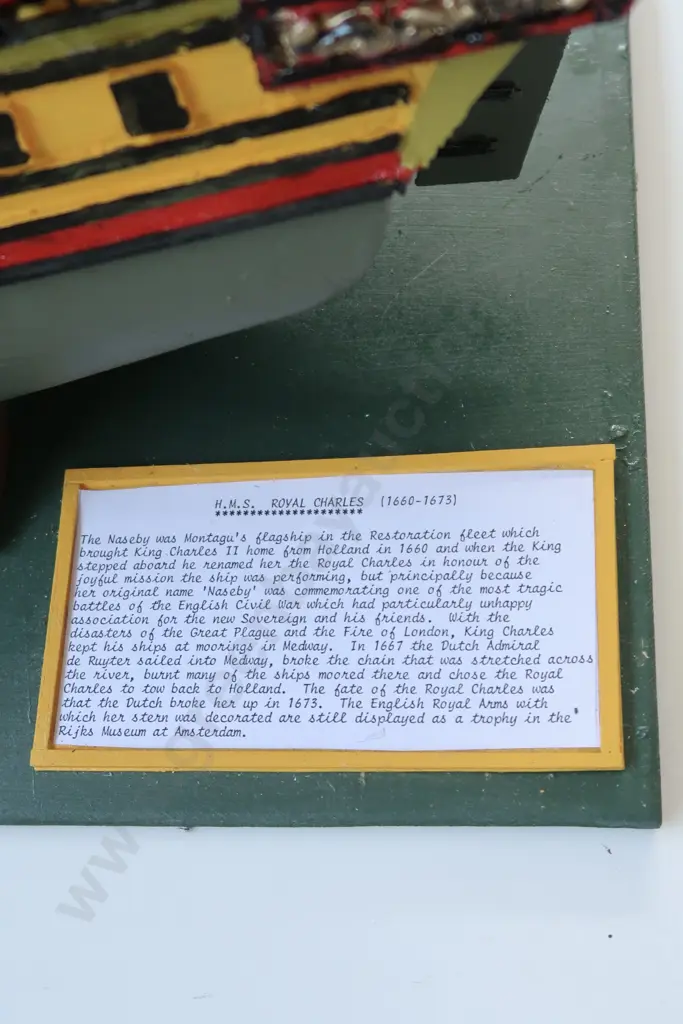 H.M.S. ROYAL CHARLES (1660-1673)
*********************
The Naseby was Montagu's flagship in the Restoration fleet which
brought King Charles II home from Holland in 1660 and when the King
stepped aboard he renamed her the Royal Charles in honour of the
joyful mission the ship was performing, but principally because
her original name 'Naseby' was commemorating one of the most tragic
battles of the English Civil War which had particularly unhappy
association for the new Sovereign and his friends. With the
disasters of the Great Plague and the Fire of London, King Charles
kept his ships at moorings in Medway. In 1667 the Dutch Admiral
de Ruyter sailed into Medway, broke the chain that was stretched across
the river, burnt many of the ships moored there and chose the Royal
Charles to tow back to Holland. The fate of the Royal Charles was
that the Dutch broke her up in 1673. The English Royal Arms with
which her stern was decorated are still displayed as a trophy in the
Rijks Museum at Amsterdam.